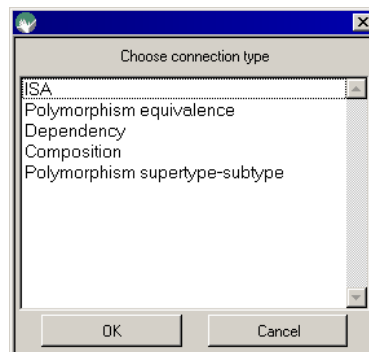 Choose connection type
ISA
Polymorphism equivalence
Dependency
Composition
Polymorphism supertype-subtype
OK Cancel